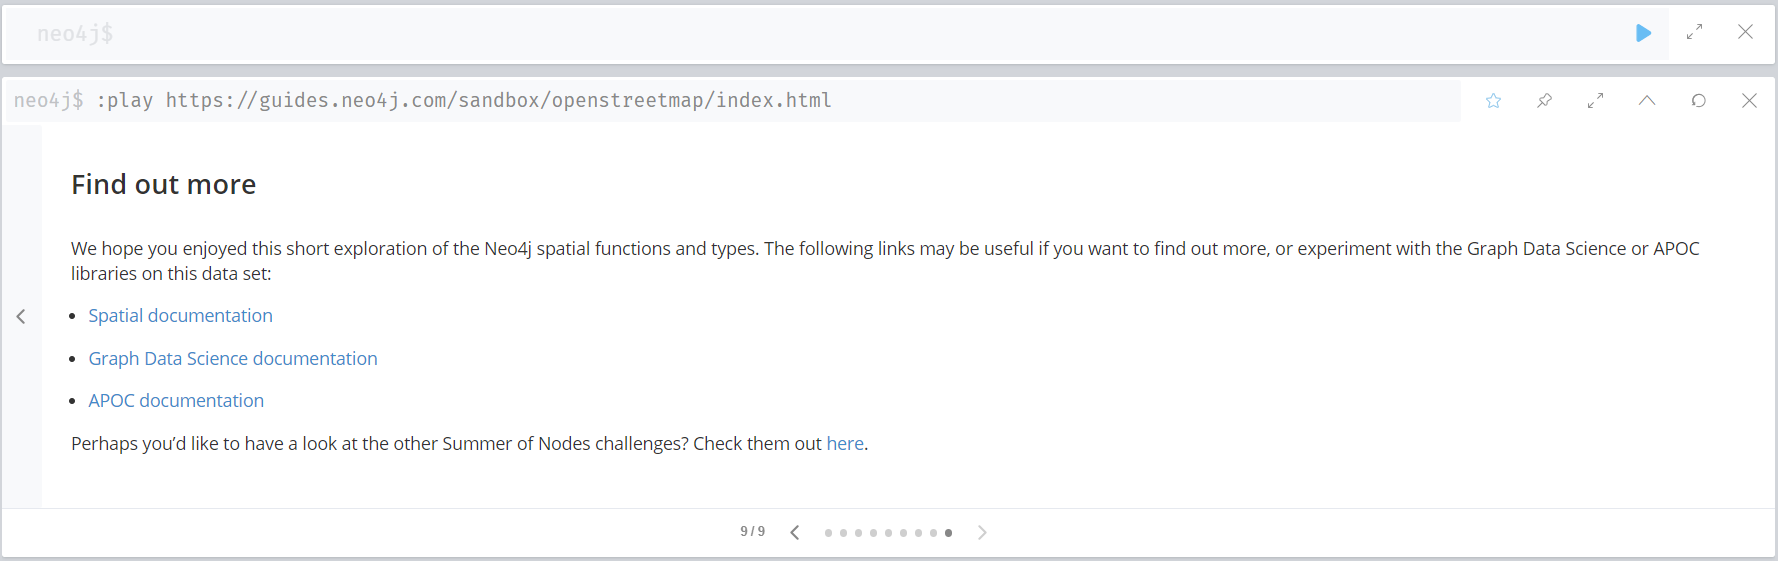 neo4j$
neo4j$ :play https://guides.neo4j.com/sandbox/openstreetmap/index.html
Find out more
We hope you enjoyed this short exploration of the Neo4j spatial functions and types. The following links may be useful if you want to find out more, or experiment with the Graph Data Science or APOC
libraries on this data set:
Spatial documentation
Graph Data Science documentation
APOC documentation
Perhaps you’d like to have a look at the other Summer of Nodes challenges? Check them out here.
9 / 9